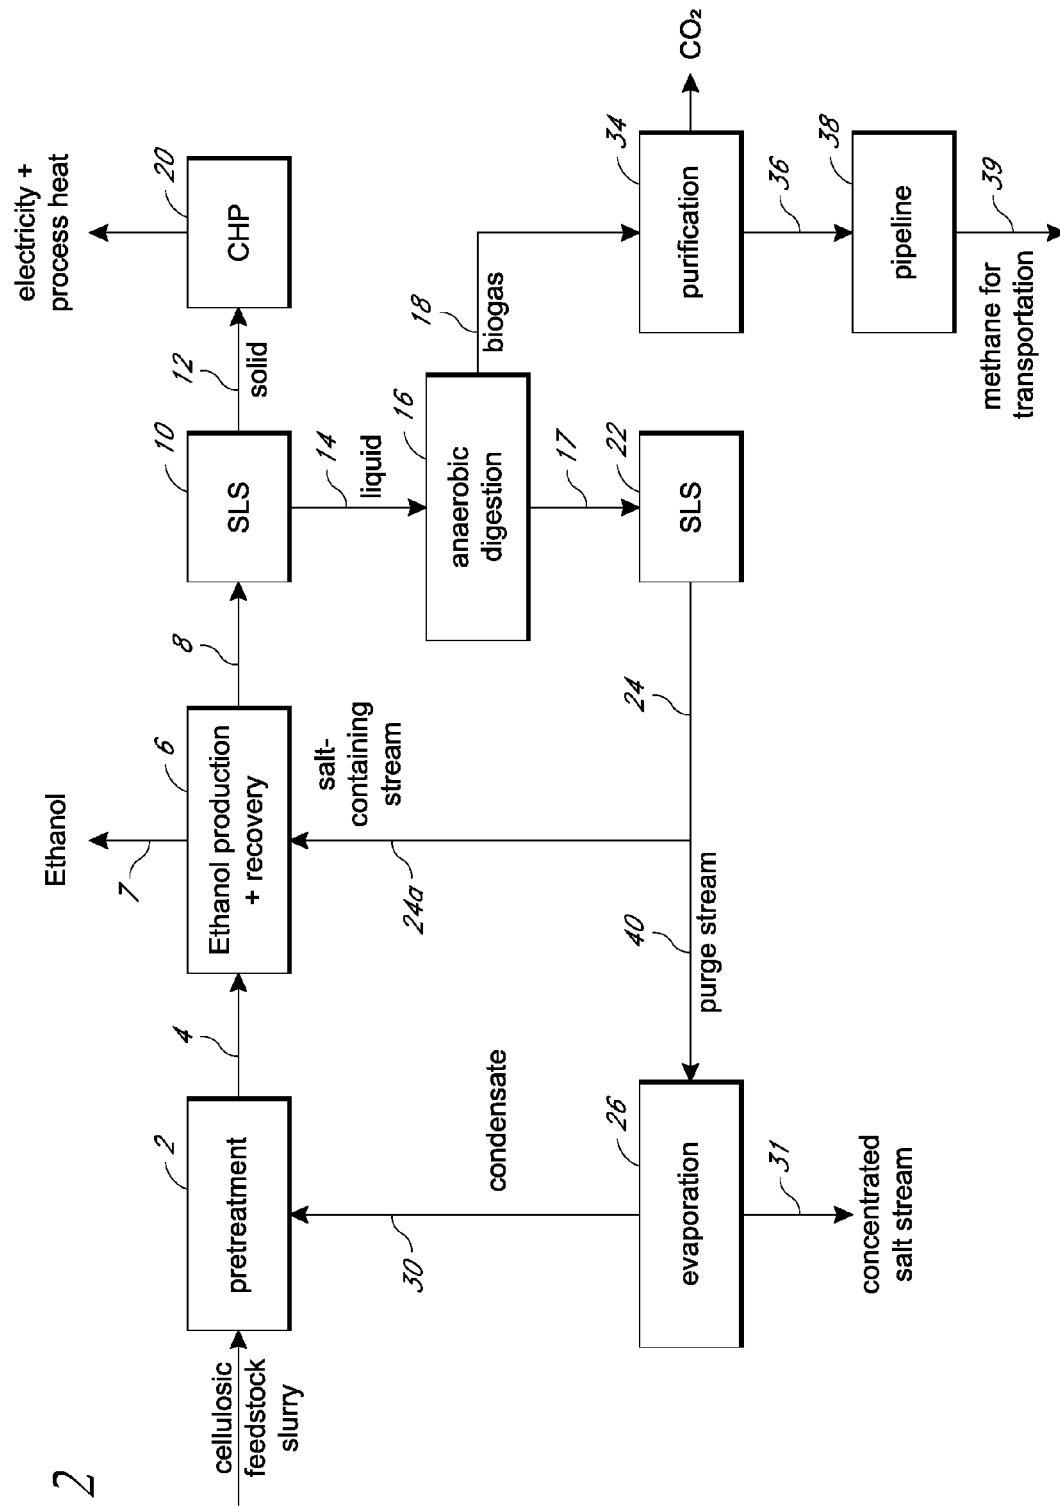 2
cellulosic
feedstock
slurry
pretreatment
2
4
Ethanol
7
Ethanol production
+ recovery
6
8
SLS
10
12
solid
electricity +
process heat
CHP
20
14
liquid
anaerobic
digestion
16
18
biogas
17
SLS
22
purification
34
CO₂
36
pipeline
38
39
methane for
transportation
24
salt-
containing
stream
24a
40
purge stream
evaporation
26
condensate
30
31
concentrated
salt stream